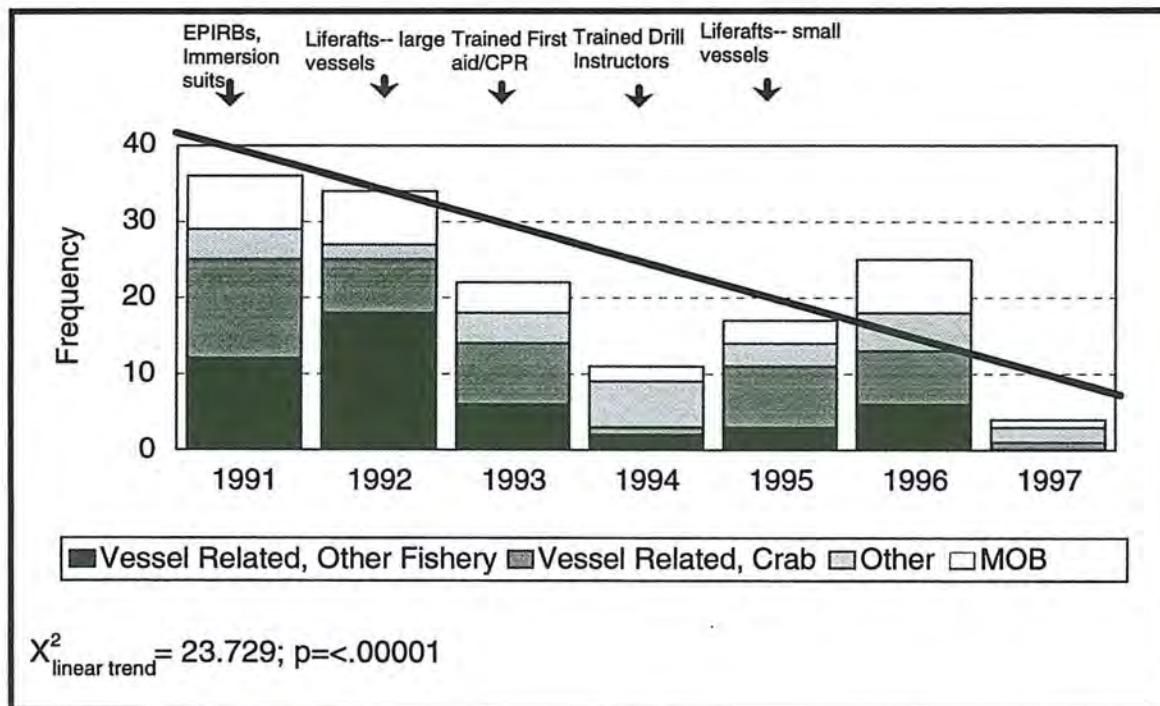 EPIRBs,
Immersion
suits
Liferafts-- large
vessels
Trained First
aid/CPR
Trained Drill
Instructors
Liferafts-- small
vessels
40
30
20
10
0
Frequency
1991 1992 1993 1994 1995 1996 1997
Vessel Related, Other Fishery Vessel Related, Crab Other MOB
X² linear trend = 23.729; p=<.00001